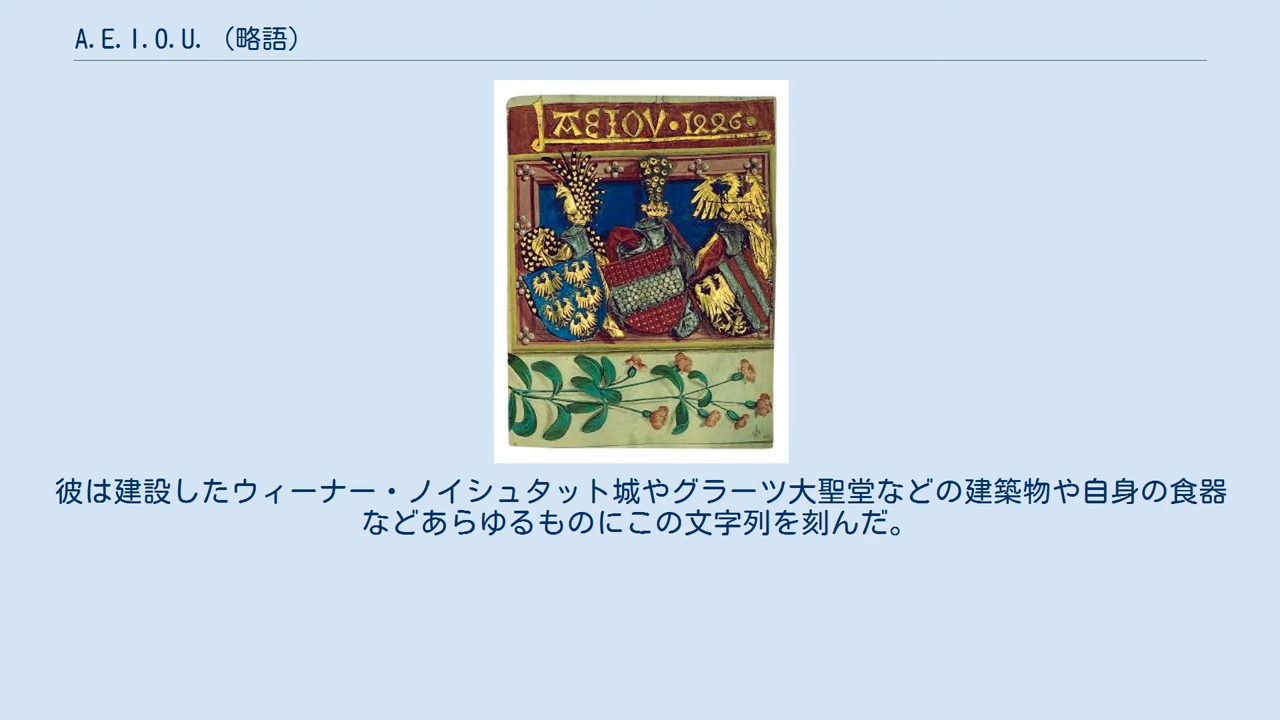 A.E.I.O.U.（略語）
AEIOV・1446・
彼は建設したウィーナー・ノイシュタット城やグラーツ大聖堂などの建築物や自身の食器
などあらゆるものにこの文字列を刻んだ。